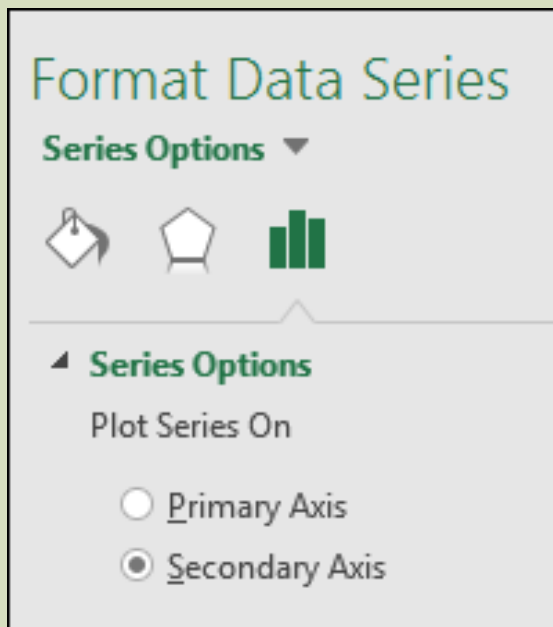 Format Data Series
Series Options
Series Options
Plot Series On
Primary Axis
Secondary Axis